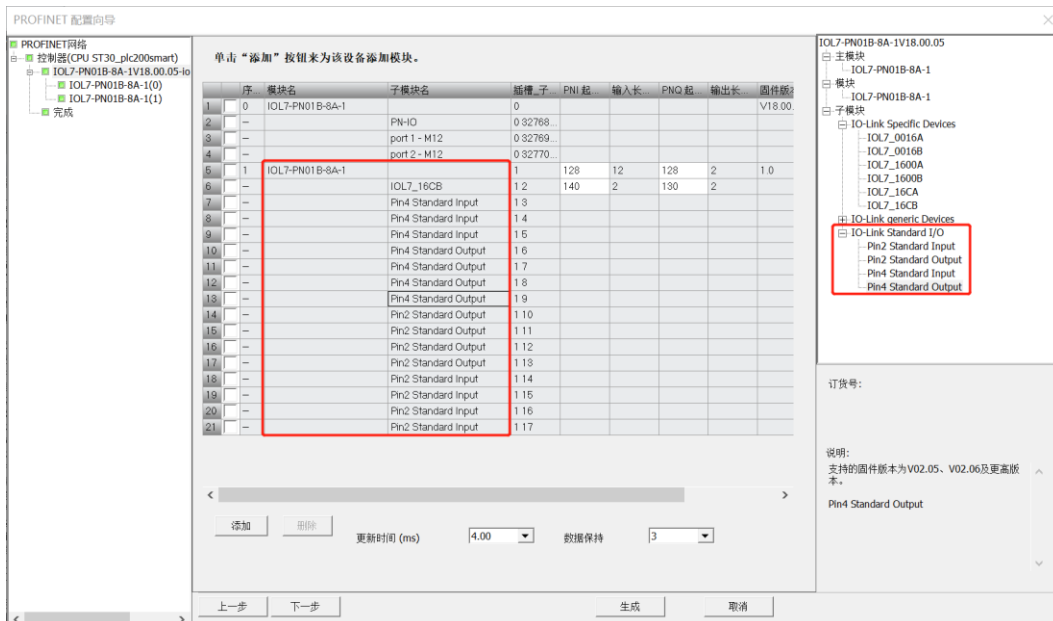 PROFINET 配置向导
PROFINET网络
控制器(CPU ST30_plc200smart)
IOL7-PN01B-8A-1V18.00.05-io
IOL7-PN01B-8A-1(0)
IOL7-PN01B-8A-1(1)
完成
单击“添加”按钮来为该设备添加模块。
序... 模块名 子模块名 插槽_子... PNI 起... 输入长... PNQ 起... 输出长... 固件版本
1 0 IOL7-PN01B-8A-1 0 V18.00.
2 – PN-IO 0 32768...
3 – port 1 - M12 0 32769...
4 – port 2 - M12 0 32770...
5 1 IOL7-PN01B-8A-1 1 128 12 128 2 1.0
6 – IOL7_16CB 1 2 140 2 130 2
7 – Pin4 Standard Input 1 3
8 – Pin4 Standard Input 1 4
9 – Pin4 Standard Input 1 5
10 – Pin4 Standard Output 1 6
11 – Pin4 Standard Output 1 7
12 – Pin4 Standard Output 1 8
13 – Pin4 Standard Output 1 9
14 – Pin2 Standard Output 1 10
15 – Pin2 Standard Output 1 11
16 – Pin2 Standard Output 1 12
17 – Pin2 Standard Output 1 13
18 – Pin2 Standard Input 1 14
19 – Pin2 Standard Input 1 15
20 – Pin2 Standard Input 1 16
21 – Pin2 Standard Input 1 17
添加 删除 更新时间 (ms) 4.00 数据保持 3
上一步 下一步 生成 取消
IOL7-PN01B-8A-1V18.00.05
主模块
IOL7-PN01B-8A-1
模块
IOL7-PN01B-8A-1
子模块
IO-Link Specific Devices
IOL7_0016A
IOL7_0016B
IOL7_1600A
IOL7_1600B
IOL7_16CA
IOL7_16CB
IO-Link generic Devices
IO-Link Standard I/O
Pin2 Standard Input
Pin2 Standard Output
Pin4 Standard Input
Pin4 Standard Output
订货号:
说明:
支持的固件版本为V02.05、V02.06及更高版
本。
Pin4 Standard Output